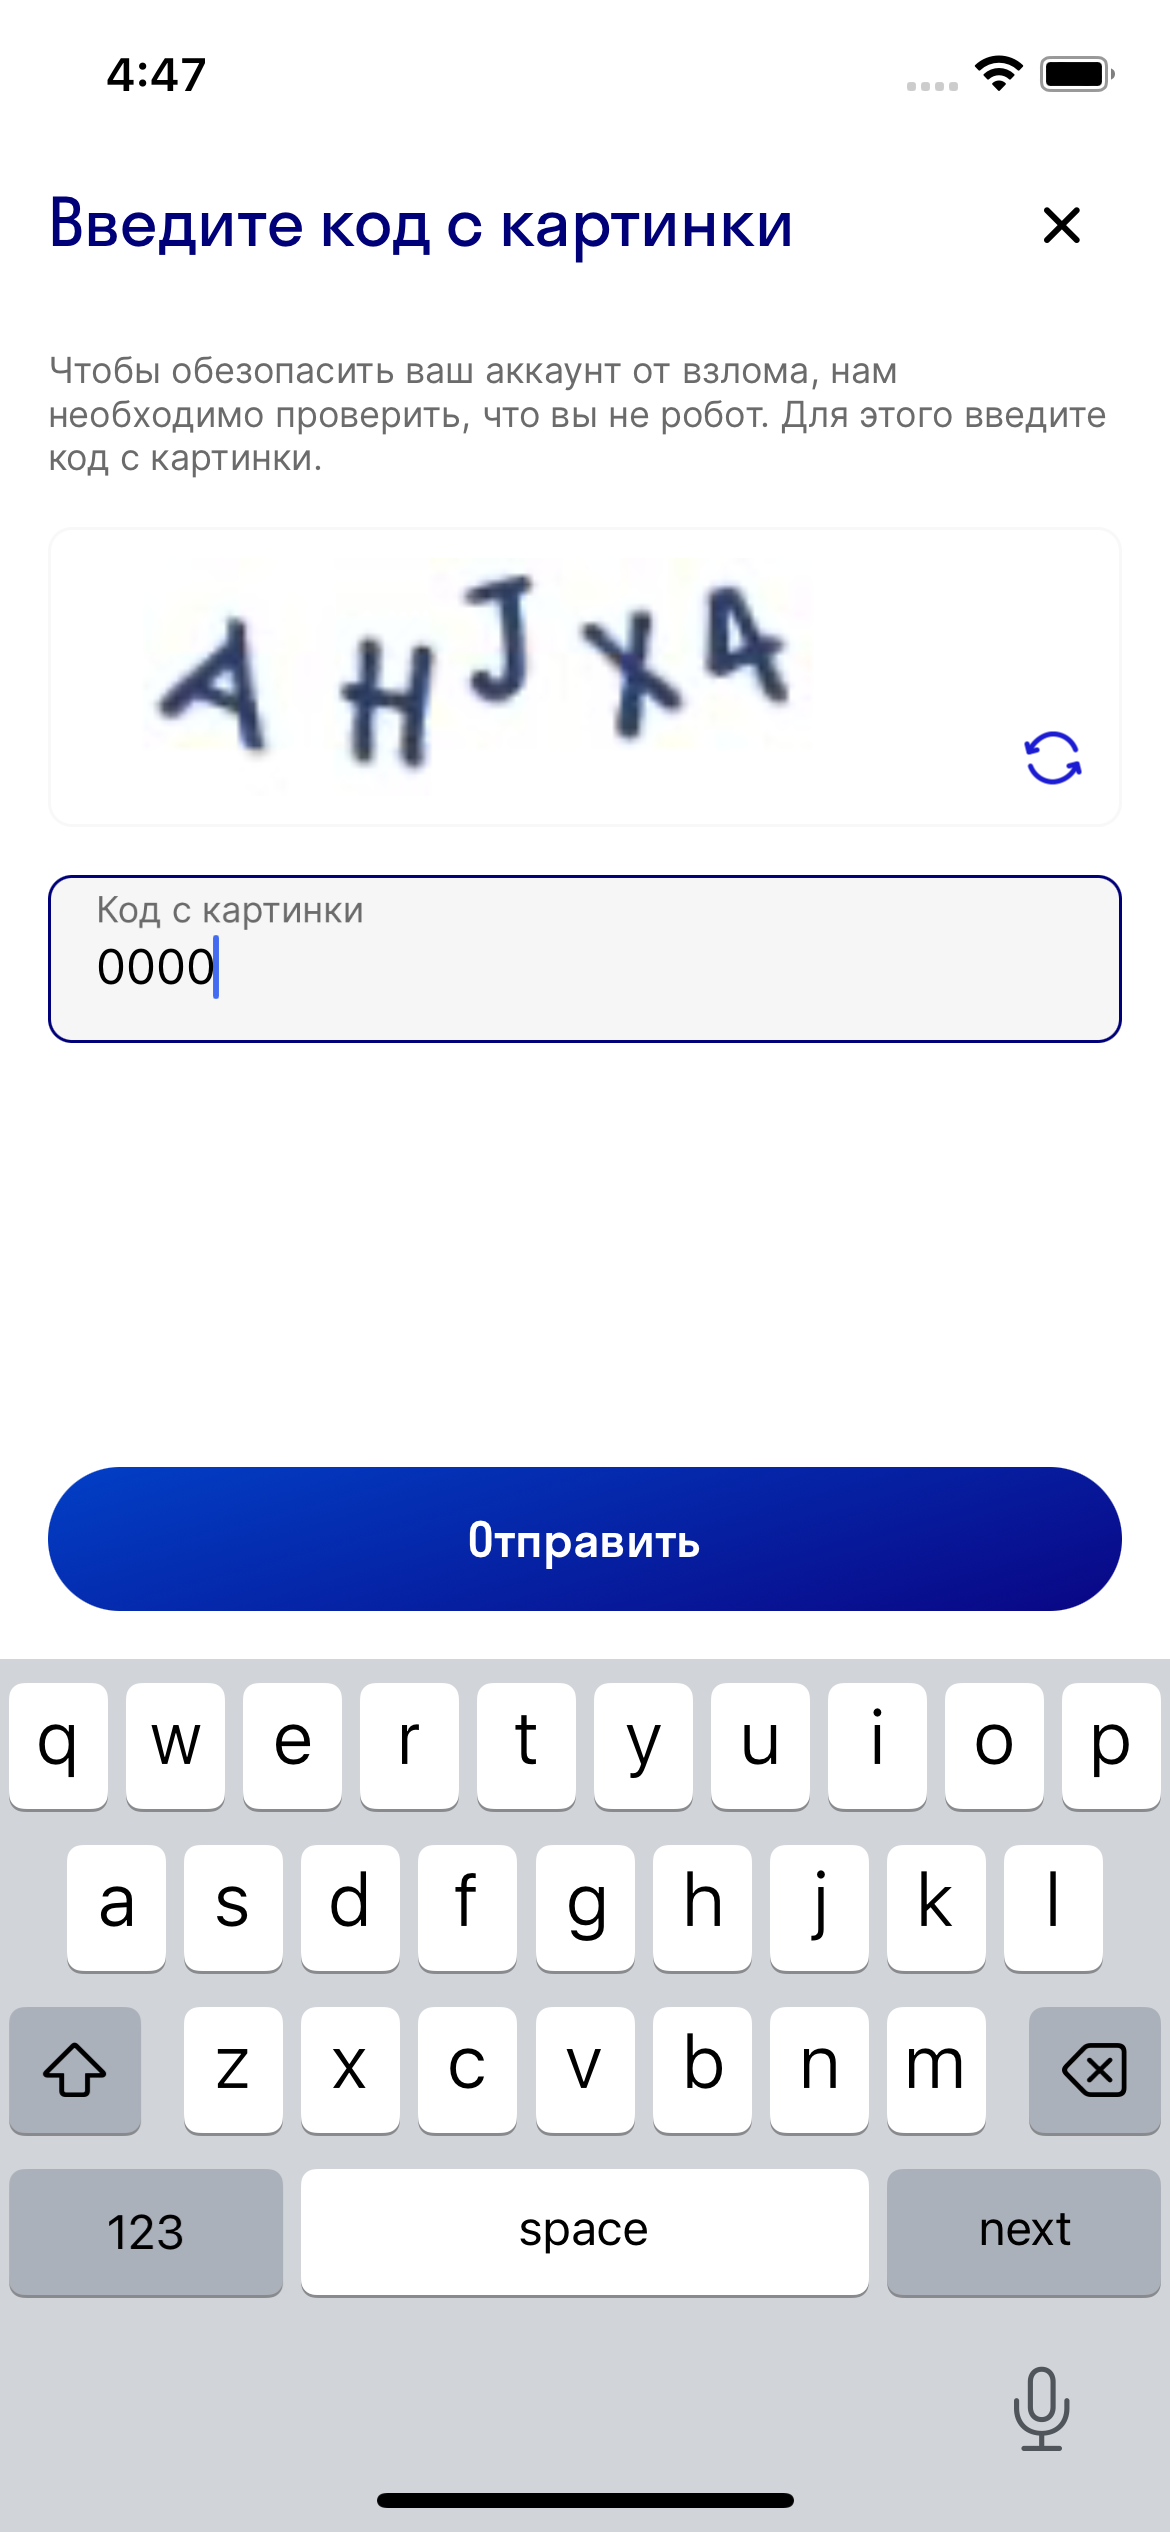 4:47
Введите код с картинки
Чтобы обезопасить ваш аккаунт от взлома, нам
необходимо проверить, что вы не робот. Для этого введите
код с картинки.
Код с картинки
0000
Отправить
q w e r t y u i o p
a s d f g h j k l
z x c v b n m
123 space next